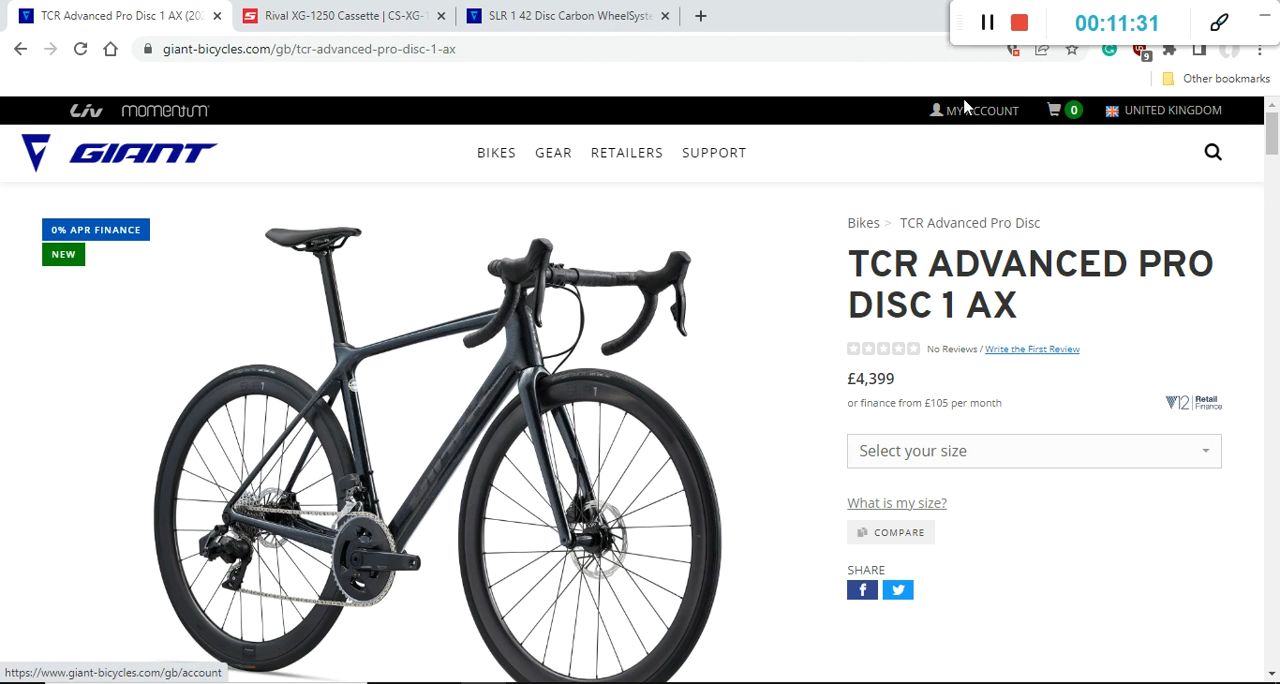 TCR Advanced Pro Disc 1 AX (202
Rival XG-1250 Cassette | CS-XG-1
SLR 1 42 Disc Carbon WheelSyste
00:11:31
giant-bicycles.com/gb/tcr-advanced-pro-disc-1-ax
9
Other bookmarks
Liv momentum
MY ACCOUNT
0
UNITED KINGDOM
GIANT
BIKES GEAR RETAILERS SUPPORT
0% APR FINANCE
NEW
Bikes > TCR Advanced Pro Disc
TCR ADVANCED PRO
DISC 1 AX
No Reviews / Write the First Review
£4,399
or finance from £105 per month
V12 Retail
Finance
Select your size
What is my size?
COMPARE
SHARE
https://www.giant-bicycles.com/gb/account